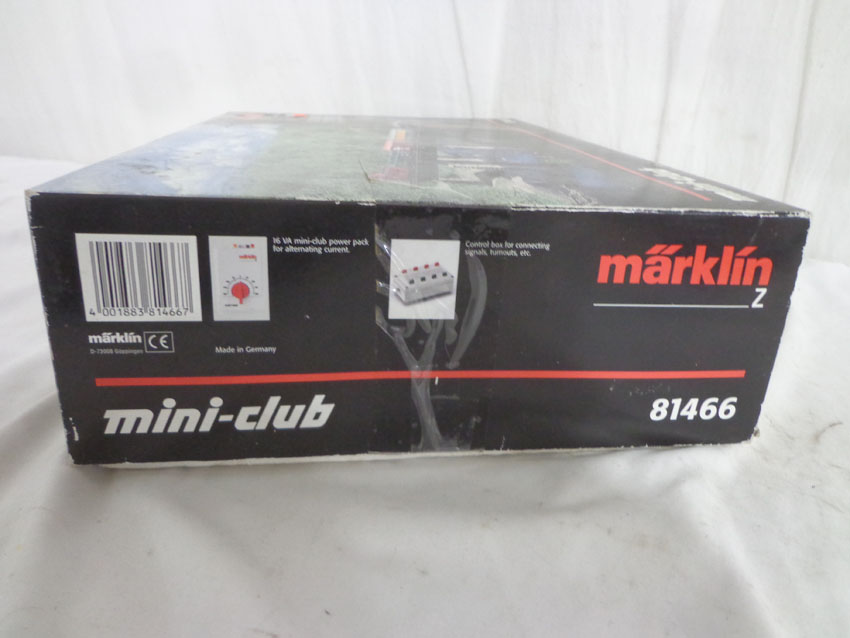 16 VA mini-club power pack
for alternating current.
Control box for connecting
signals, turnouts, etc.
märklin
Z
4 001883 814667
märklin
CE
D-73008 Göppingen
Made in Germany
mini-club
81466